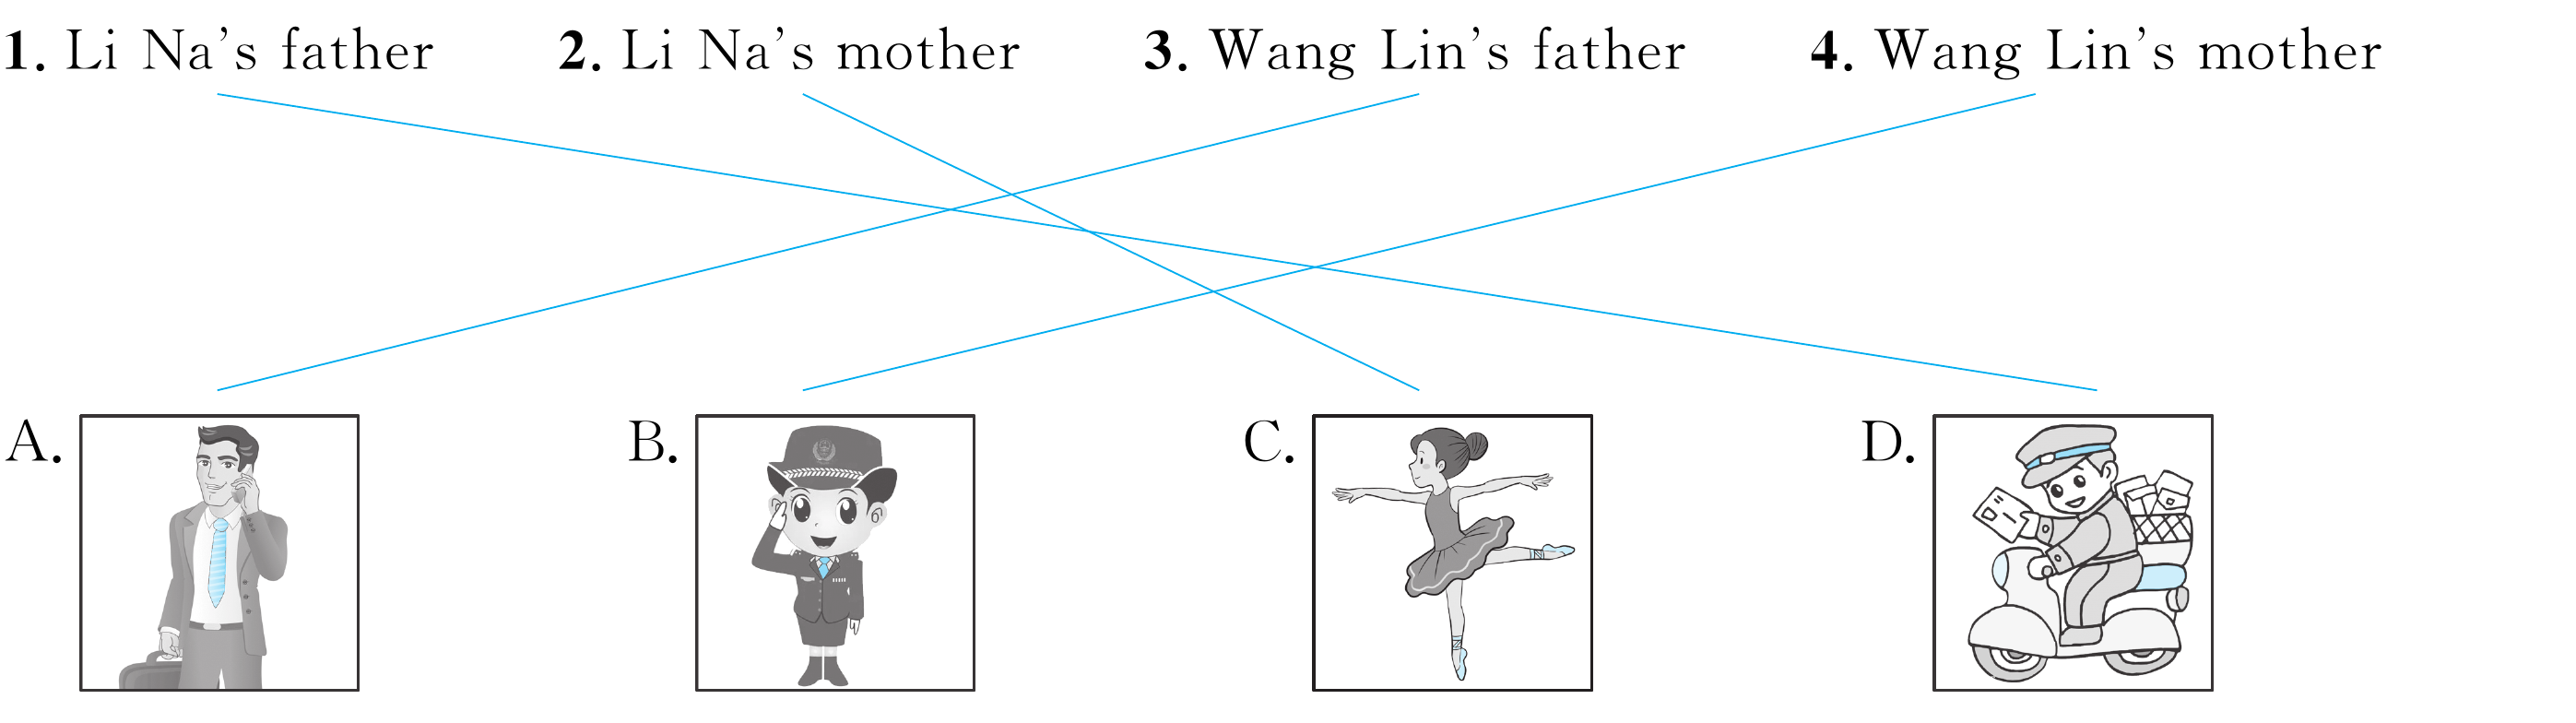 1. Li Na’s father 2. Li Na’s mother 3. Wang Lin’s father 4. Wang Lin’s mother
A. B. C. D.